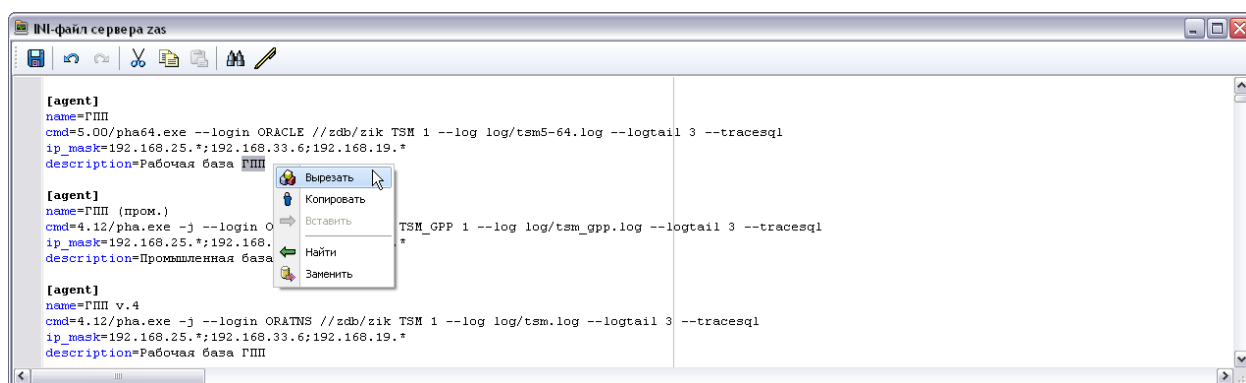 INI-файл сервера zas
[agent]
name=ГПП
cmd=5.00/pha64.exe --login ORACLE //zdb/zik TSM 1 --log log/tsm5-64.log --logtail 3 --tracesql
ip_mask=192.168.25.*;192.168.33.6;192.168.19.*
description=Рабочая база ГПП
Вырезать
Копировать
Вставить
Найти
Заменить
[agent]
name=ГПП (пром.)
cmd=4.12/pha.exe -j --login O TSM_GPP 1 --log log/tsm_gpp.log --logtail 3 --tracesql
ip_mask=192.168.25.*;192.168. .*
description=Промышленная база
[agent]
name=ГПП v.4
cmd=4.12/pha.exe -j --login ORATNS //zdb/zik TSM 1 --log log/tsm.log --logtail 3 --tracesql
ip_mask=192.168.25.*;192.168.33.6;192.168.19.*
description=Рабочая база ГПП